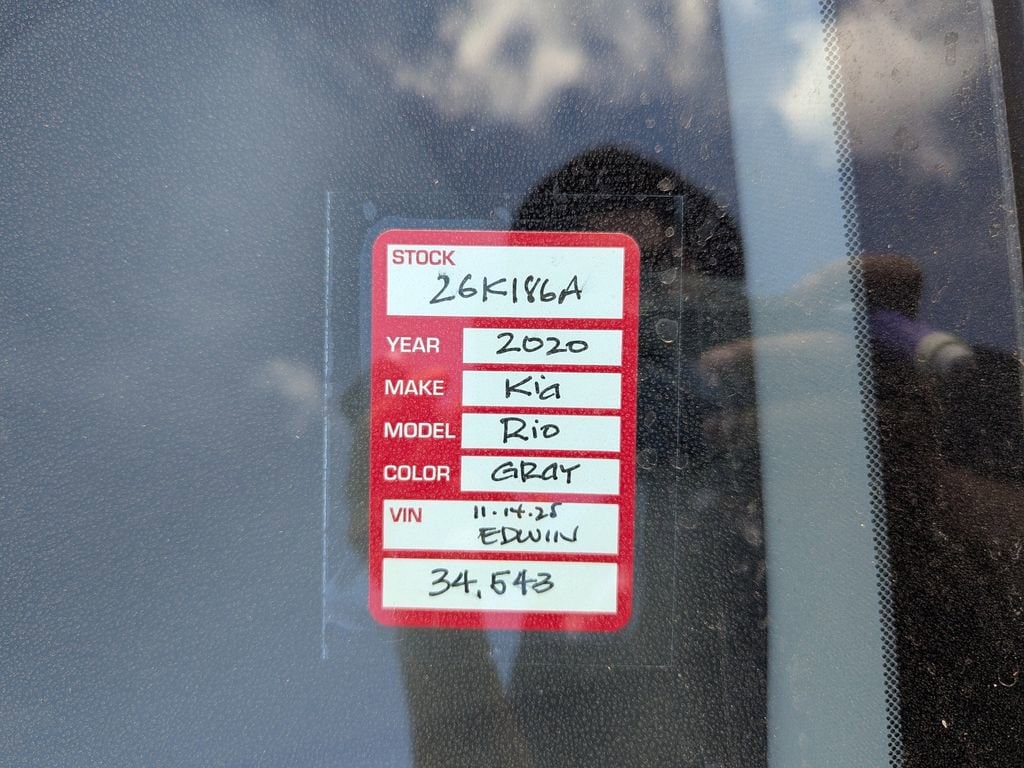 STOCK
26K186A
YEAR 2020
MAKE Kia
MODEL Rio
COLOR GRAY
VIN 11.14.25
EDWIN
34,543